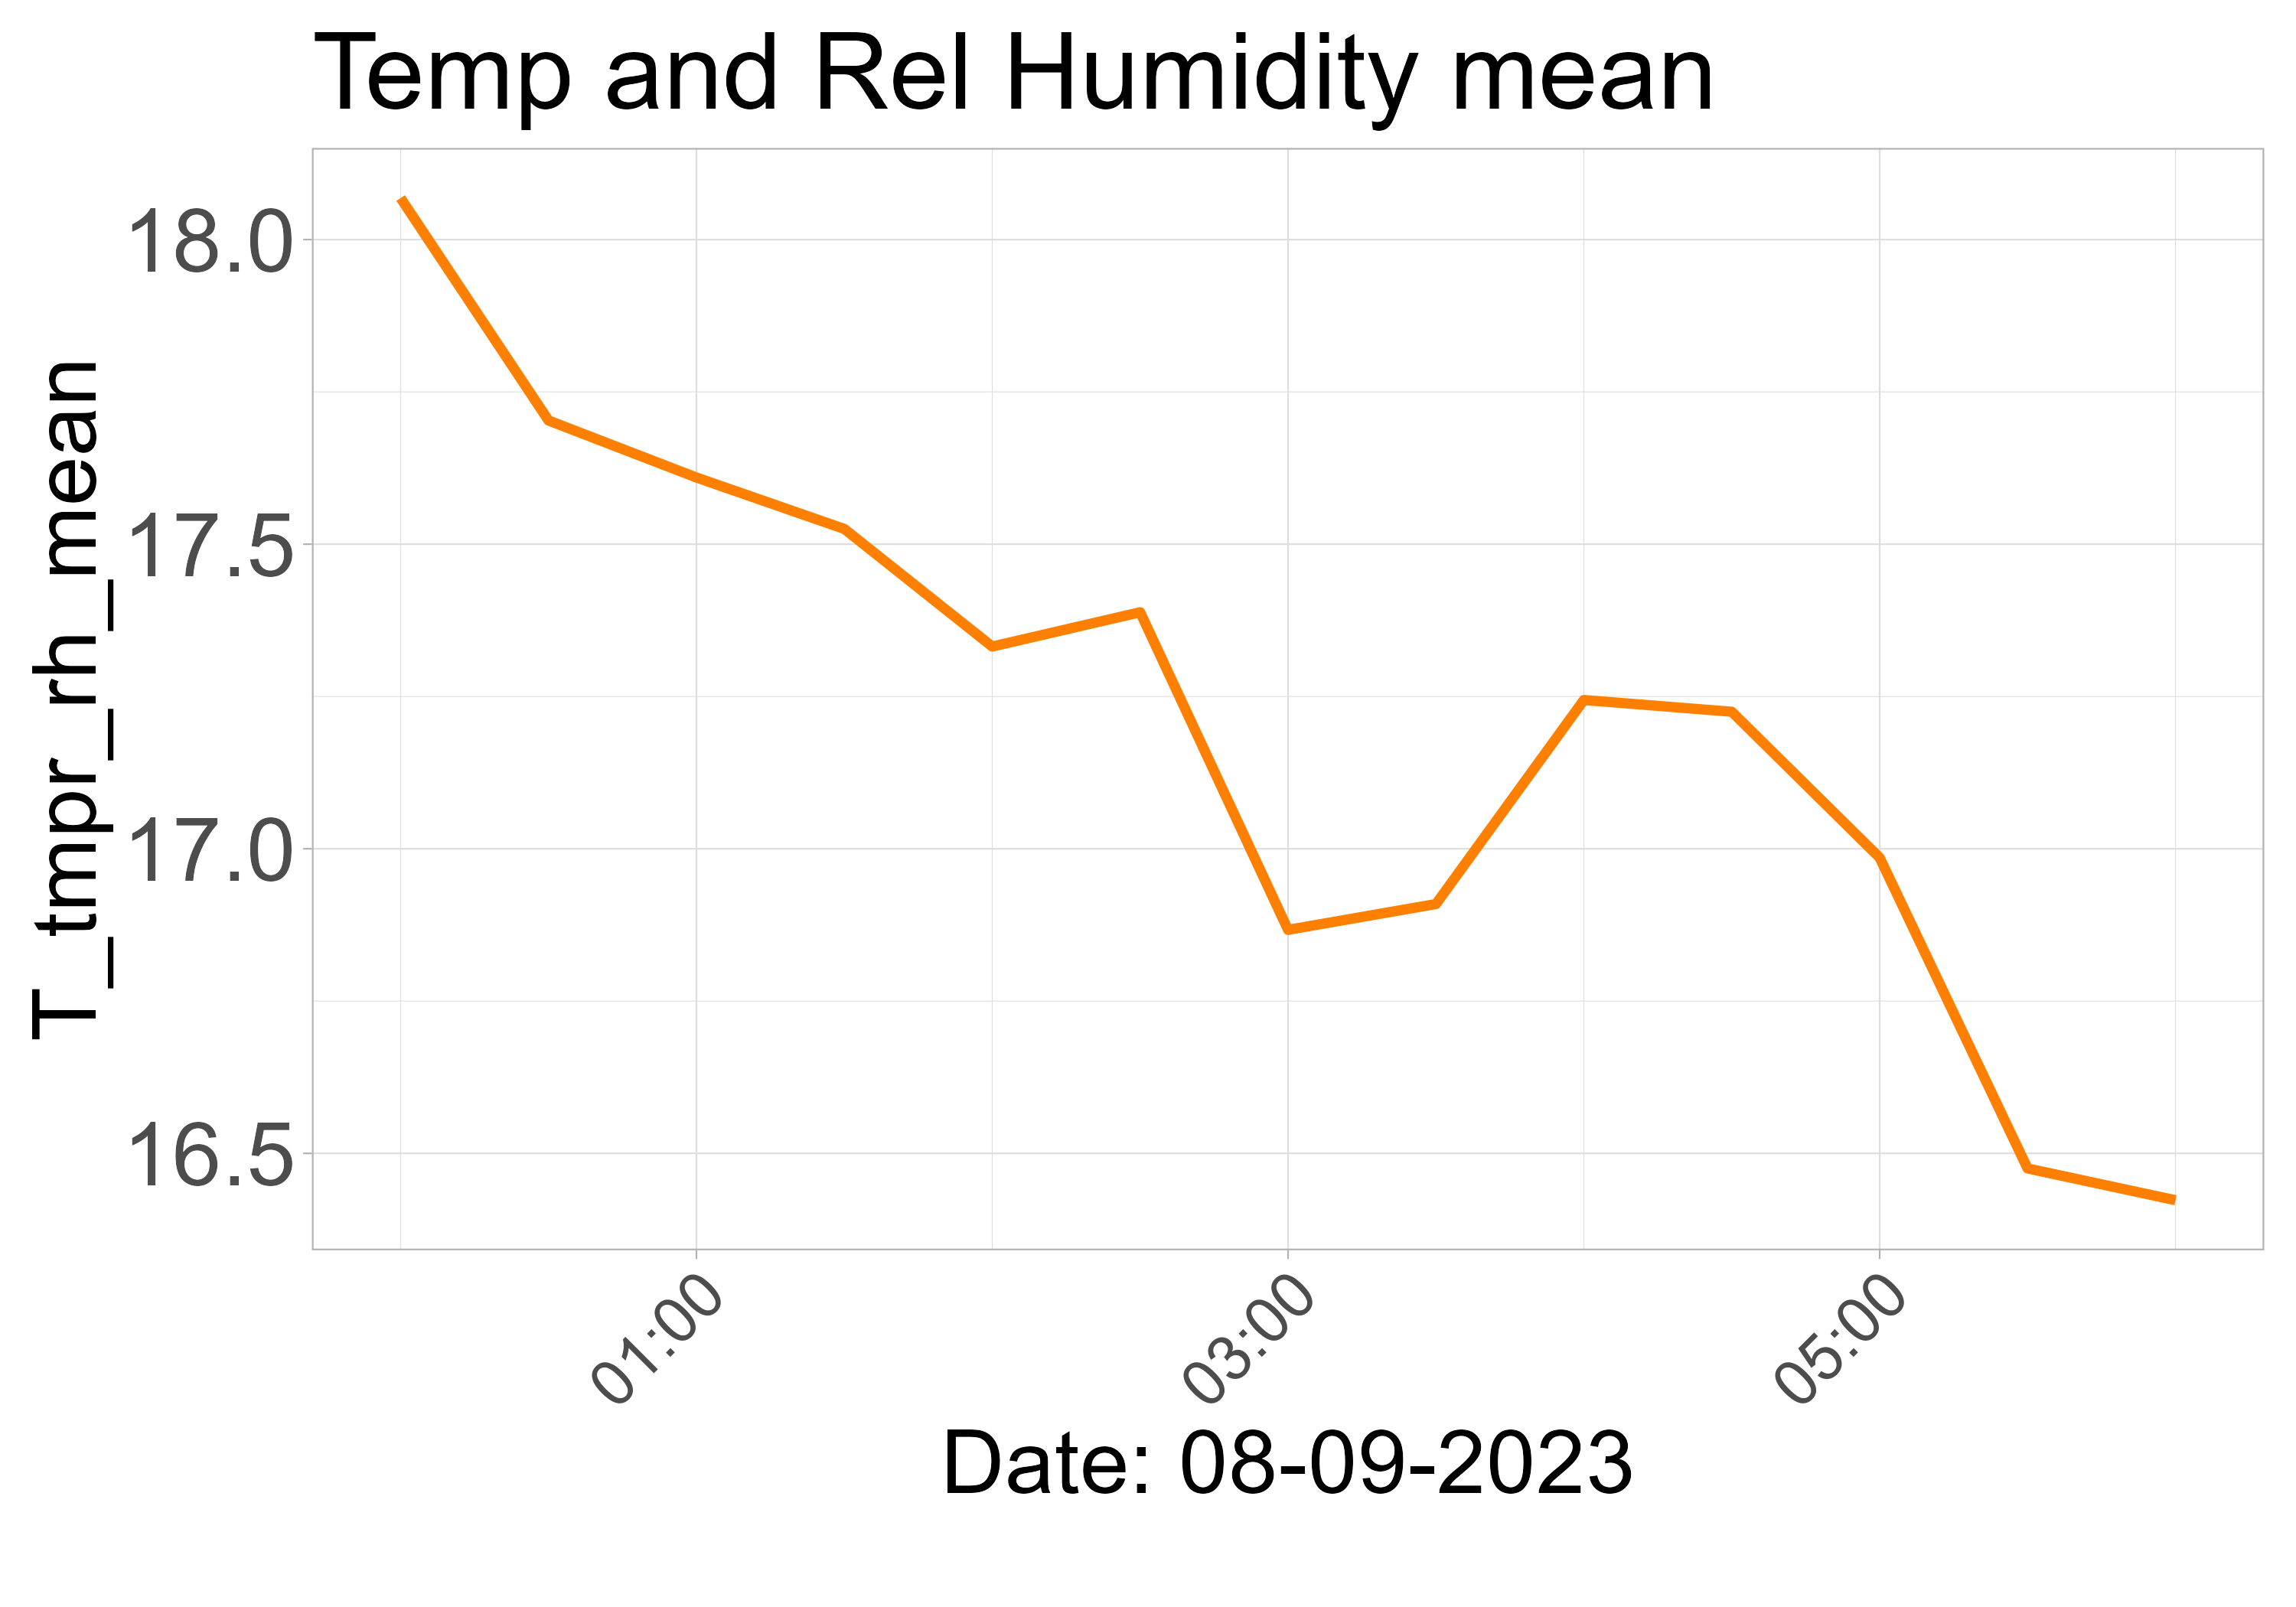 Temp and Rel Humidity mean
T_tmpr_rh_mean
18.0
17.5
17.0
16.5
01:00
03:00
05:00
Date: 08-09-2023